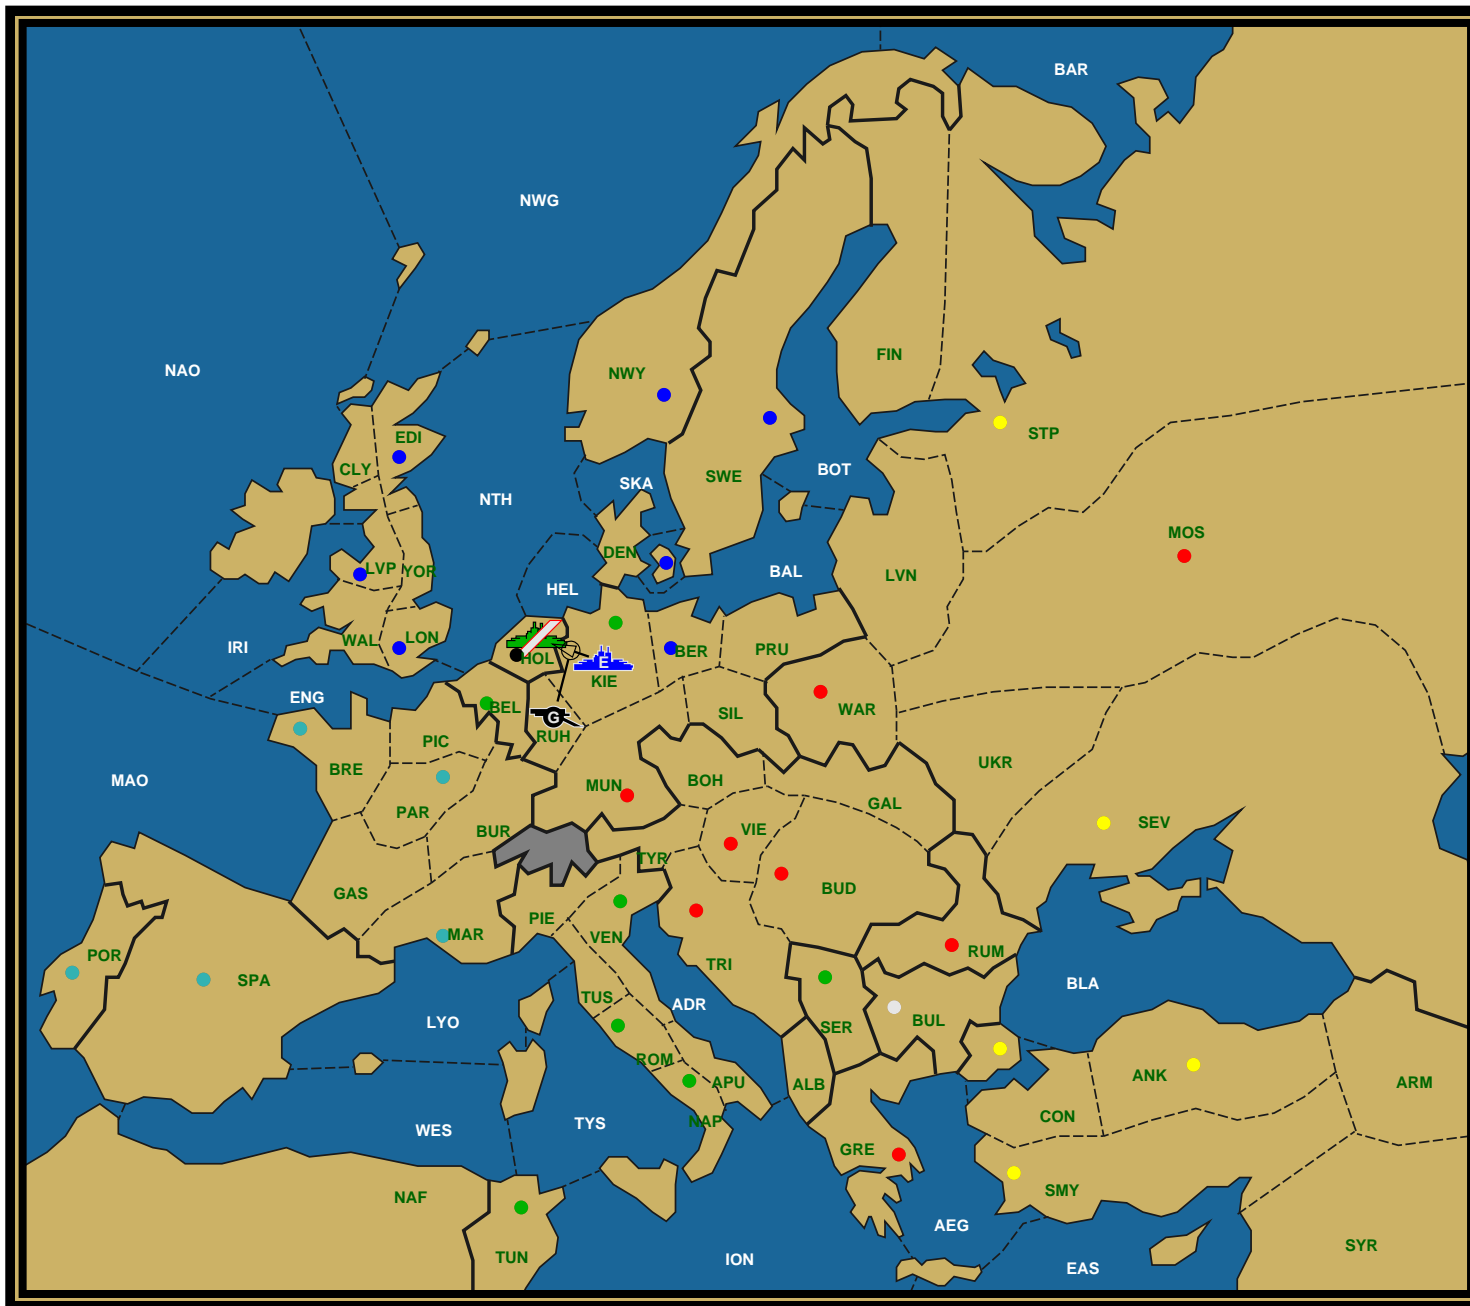 BAR
NWG
NAO
FIN
NWY
STP
EDI
CLY
SKA
BOT
SWE
NTH
MOS
DEN
LVP
YOR
BAL
LVN
HEL
IRI
WAL
LON
HOL
BER
PRU
E
KIE
ENG
BEL
G
RUH
SIL
WAR
PIC
BRE
UKR
MAO
MUN
BOH
PAR
GAL
BUR
VIE
SEV
TYR
BUD
GAS
PIE
MAR
VEN
POR
SPA
TRI
RUM
BLA
TUS
ADR
LYO
SER
BUL
ROM
APU
ALB
ANK
ARM
CON
NAP
WES
TYS
GRE
SMY
NAF
AEG
TUN
ION
EAS
SYR